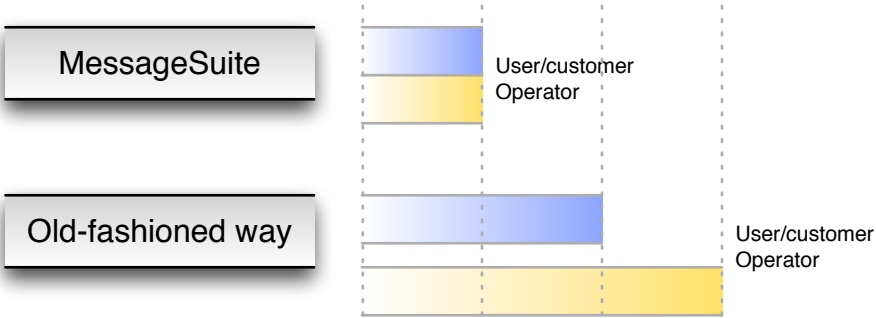 MessageSuite
User/customer
Operator
Old-fashioned way
User/customer
Operator